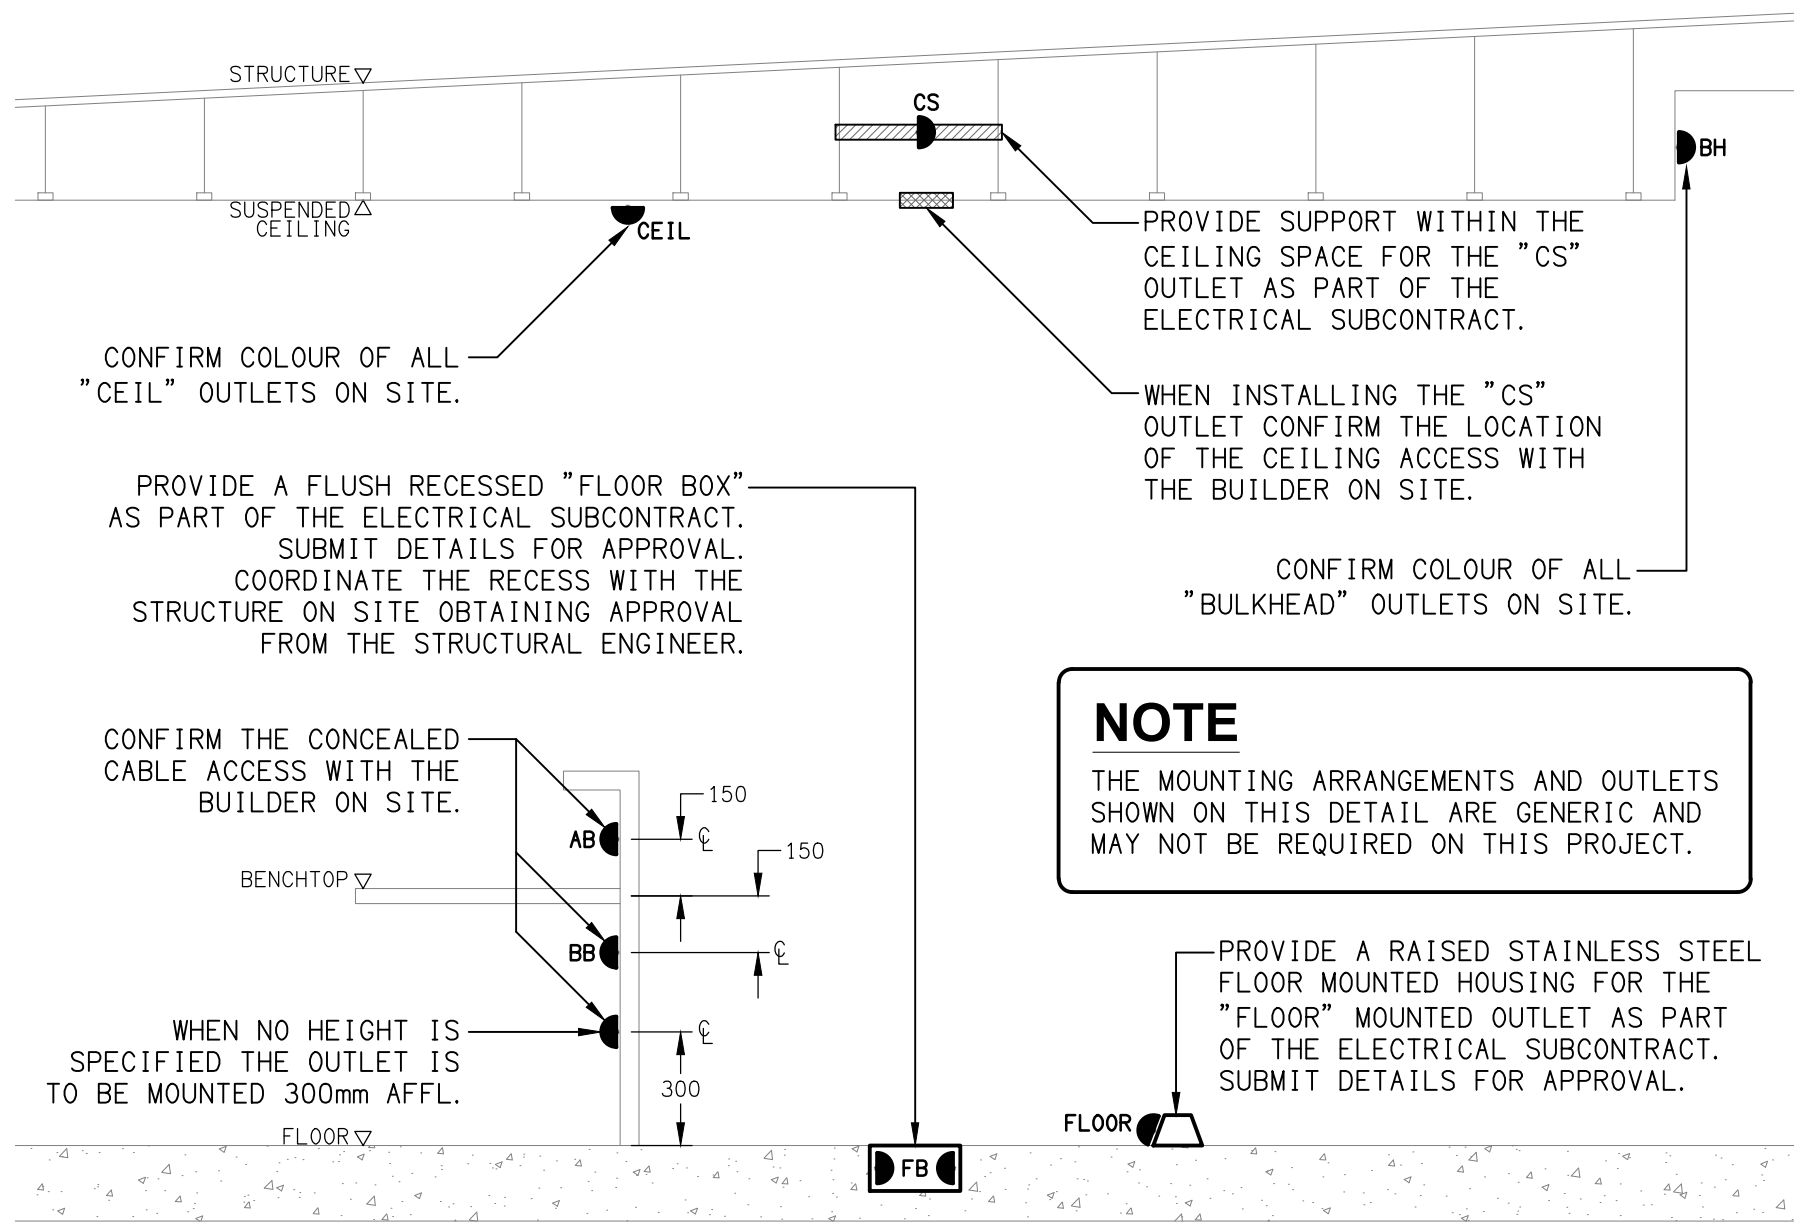 STRUCTURE
CS
BH
SUSPENDED
CEILING
CEIL
PROVIDE SUPPORT WITHIN THE
CEILING SPACE FOR THE "CS"
OUTLET AS PART OF THE
ELECTRICAL SUBCONTRACT.
CONFIRM COLOUR OF ALL
"CEIL" OUTLETS ON SITE.
WHEN INSTALLING THE "CS"
OUTLET CONFIRM THE LOCATION
OF THE CEILING ACCESS WITH
THE BUILDER ON SITE.
PROVIDE A FLUSH RECESSED "FLOOR BOX"
AS PART OF THE ELECTRICAL SUBCONTRACT.
SUBMIT DETAILS FOR APPROVAL.
COORDINATE THE RECESS WITH THE
STRUCTURE ON SITE OBTAINING APPROVAL
FROM THE STRUCTURAL ENGINEER.
CONFIRM COLOUR OF ALL
"BULKHEAD" OUTLETS ON SITE.
NOTE
THE MOUNTING ARRANGEMENTS AND OUTLETS
SHOWN ON THIS DETAIL ARE GENERIC AND
MAY NOT BE REQUIRED ON THIS PROJECT.
CONFIRM THE CONCEALED
CABLE ACCESS WITH THE
BUILDER ON SITE.
150
AB
℄
150
BENCHTOP
BB
℄
WHEN NO HEIGHT IS
SPECIFIED THE OUTLET IS
TO BE MOUNTED 300mm AFFL.
℄
300
PROVIDE A RAISED STAINLESS STEEL
FLOOR MOUNTED HOUSING FOR THE
"FLOOR" MOUNTED OUTLET AS PART
OF THE ELECTRICAL SUBCONTRACT.
SUBMIT DETAILS FOR APPROVAL.
FLOOR
FLOOR
FB